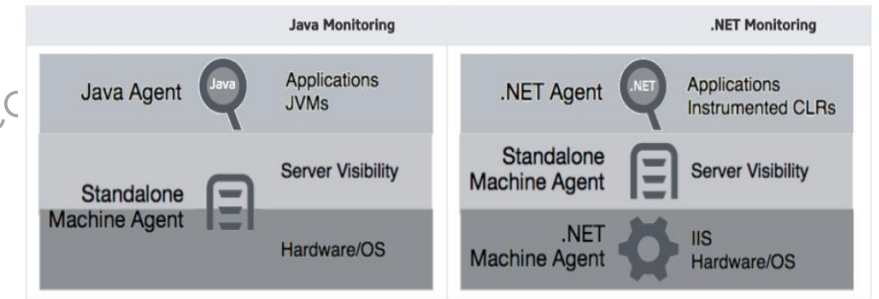 Java Monitoring
.NET Monitoring
Java Agent
Java
Applications
JVMs
Standalone
Machine Agent
Server Visibility
Hardware/OS
.NET Agent
.NET
Applications
Instrumented CLRs
Standalone
Machine Agent
Server Visibility
.NET
Machine Agent
IIS
Hardware/OS